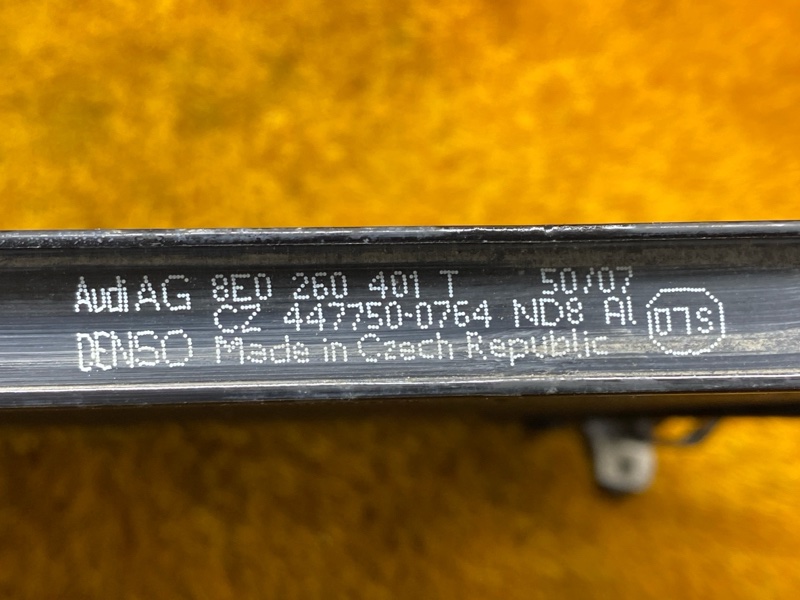 Audi AG 8E0 260 401 T 50/07
CZ 447750-0764 ND8 Al
DENSO Made in Czech Republic
07S